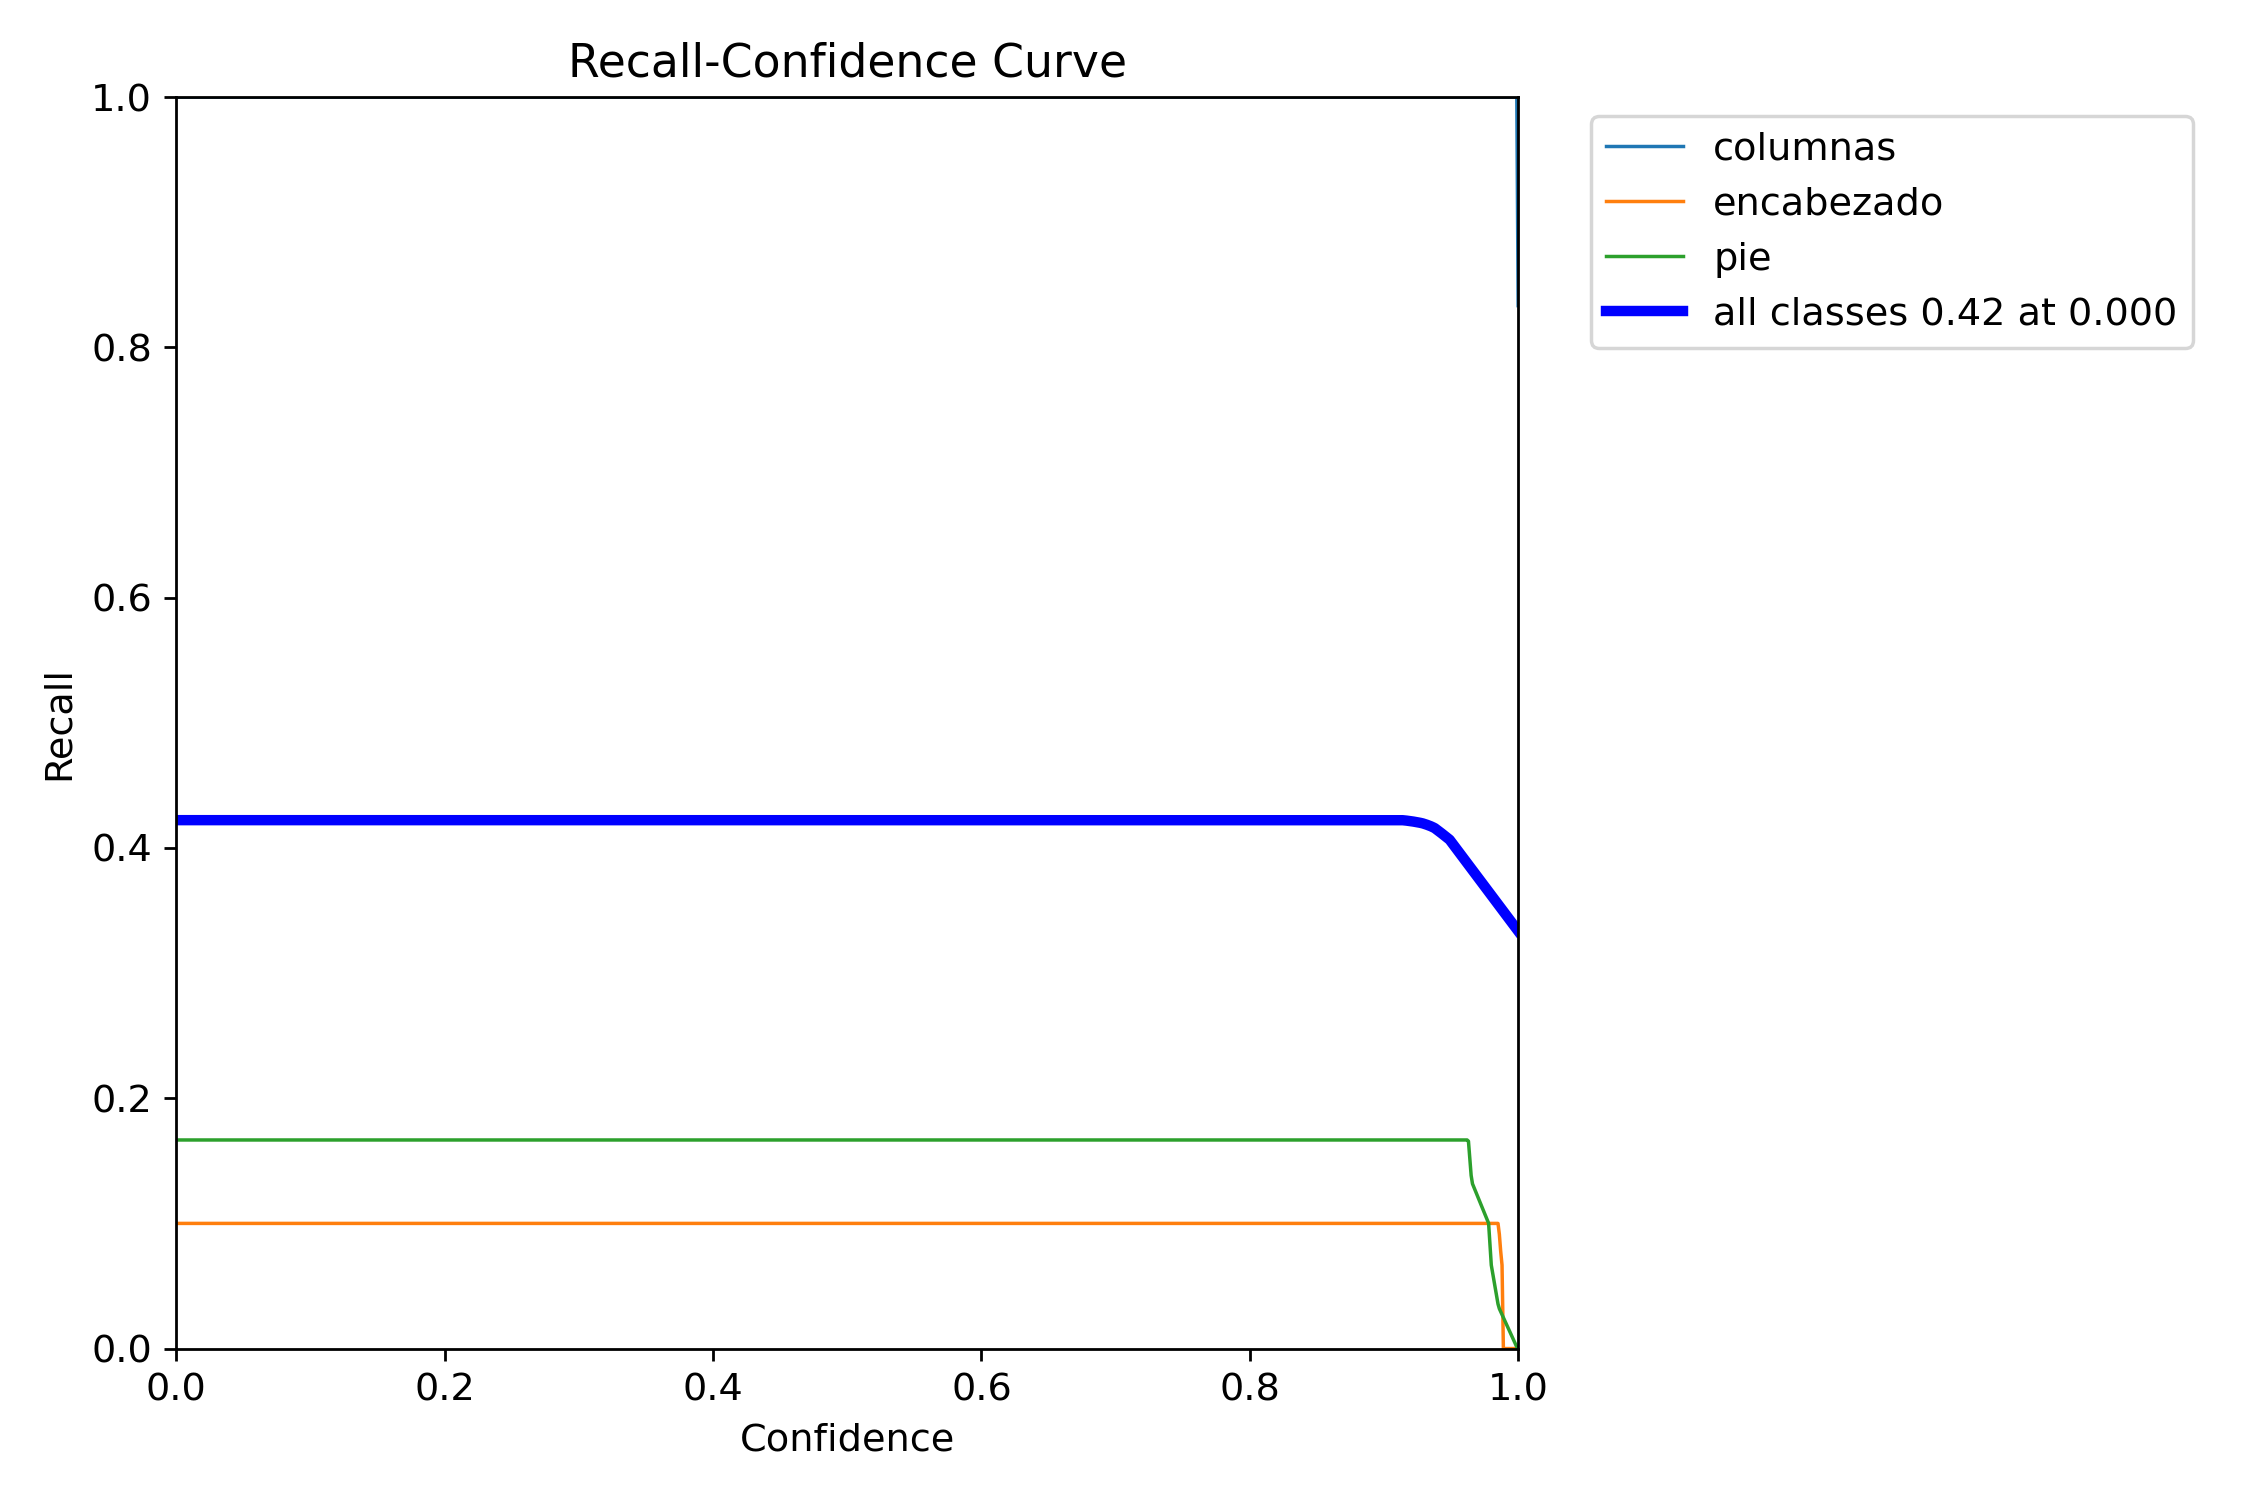 Recall-Confidence Curve
1.0
0.8
0.6
0.4
0.2
0.0
Recall
0.0 0.2 0.4 0.6 0.8 1.0
Confidence
columnas
encabezado
pie
all classes 0.42 at 0.000